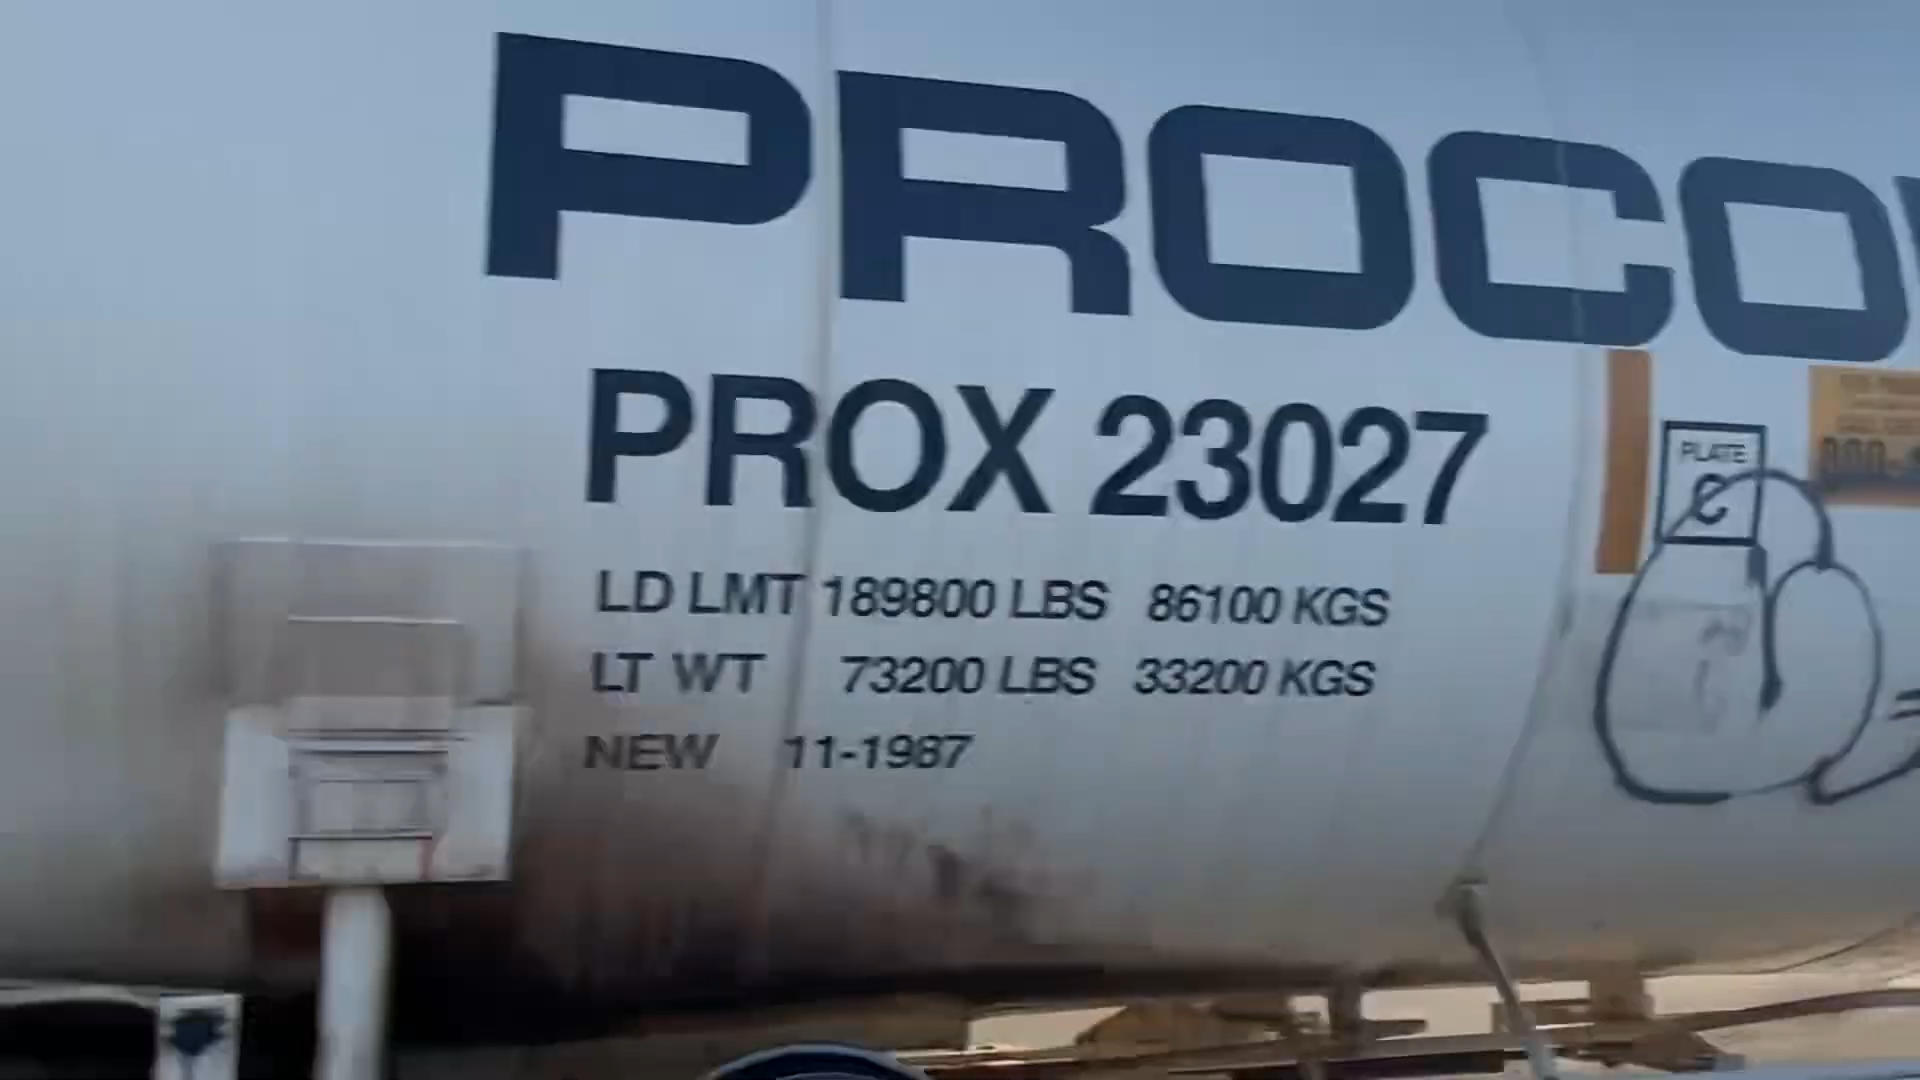 PROCO
PROX 23027
PLATE
C
LD LMT 189800 LBS 86100 KGS
LT WT 73200 LBS 33200 KGS
NEW 11-1987